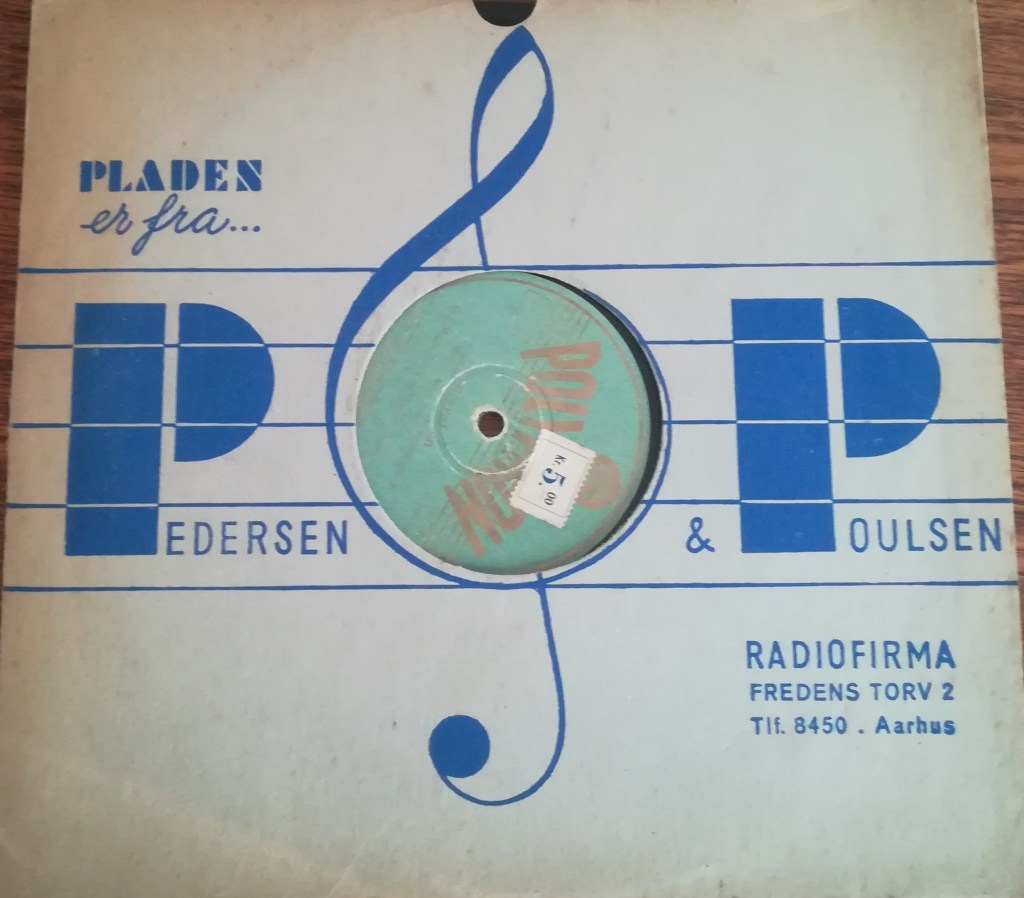 PLADEN
er fra...
PEDERSEN & POULSEN
Kr. 5.00
RADIOFIRMA
FREDENS TORV 2
Tlf. 8450 . Aarhus